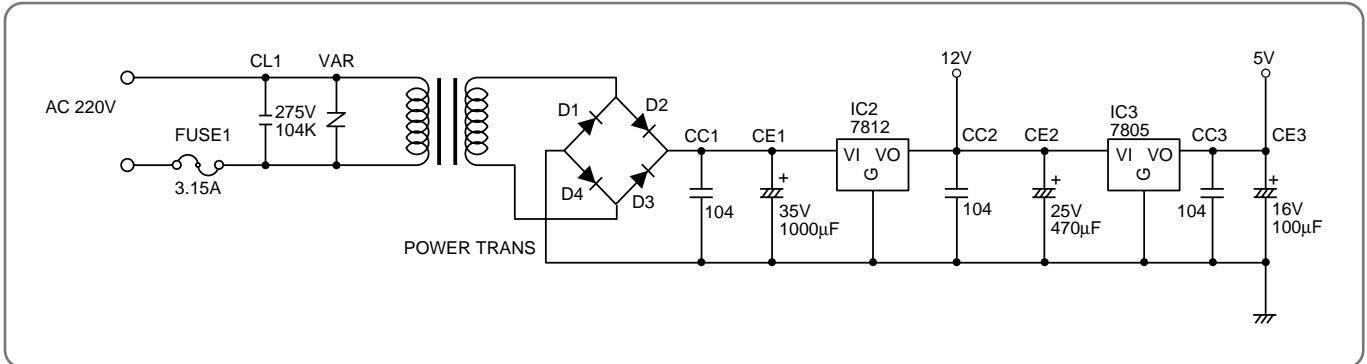 12V
5V
CL1
VAR
AC 220V
275V
104K
FUSE1
3.15A
POWER TRANS
D1
D2
D4
D3
CC1
CE1
104
+
35V
1000μF
IC2
7812
VI
VO
G
CC2
CE2
104
+
25V
470μF
IC3
7805
VI
VO
G
CC3
CE3
104
+
16V
100μF